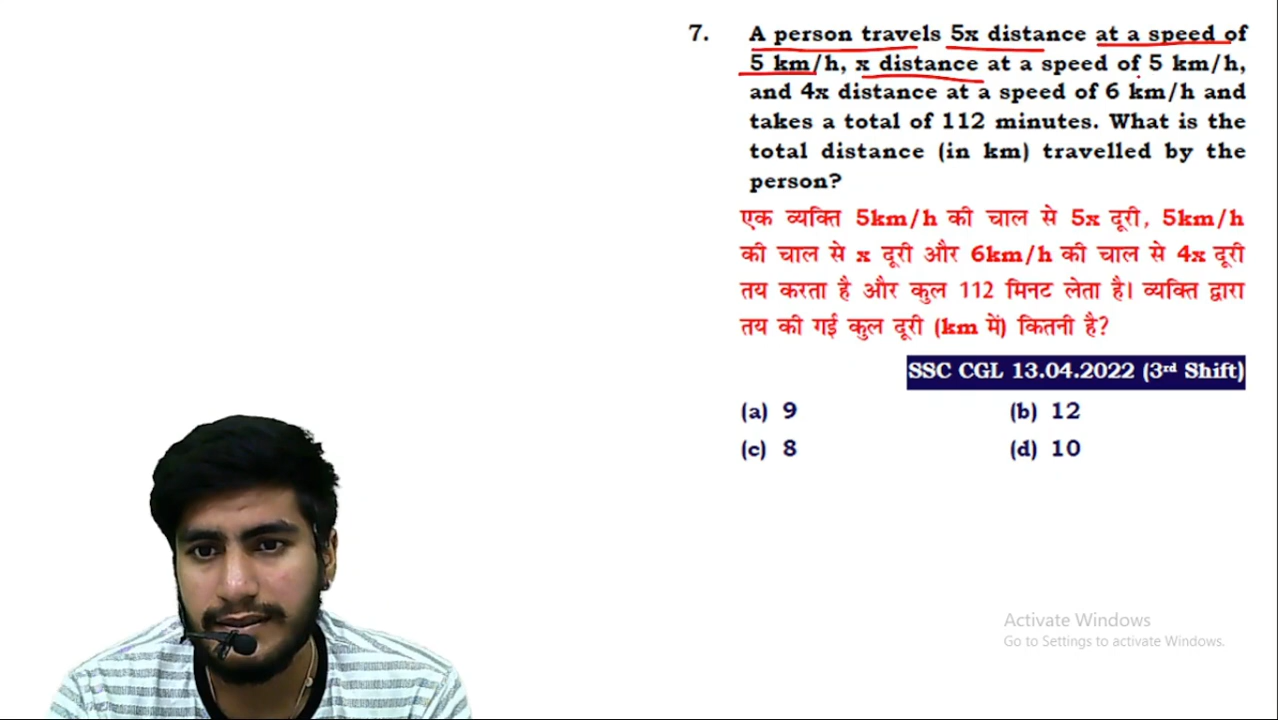 7. A person travels 5x distance at a speed of
5 km/h, x distance at a speed of 5 km/h,
and 4x distance at a speed of 6 km/h and
takes a total of 112 minutes. What is the
total distance (in km) travelled by the
person?
एक व्यक्ति 5km/h की चाल से 5x दूरी, 5km/h
की चाल से x दूरी और 6km/h की चाल से 4x दूरी
तय करता है और कुल 112 मिनट लेता है। व्यक्ति द्वारा
तय की गई कुल दूरी (km में) कितनी है?
SSC CGL 13.04.2022 (3rd Shift)
(a) 9 (b) 12
(c) 8 (d) 10
Activate Windows
Go to Settings to activate Windows.